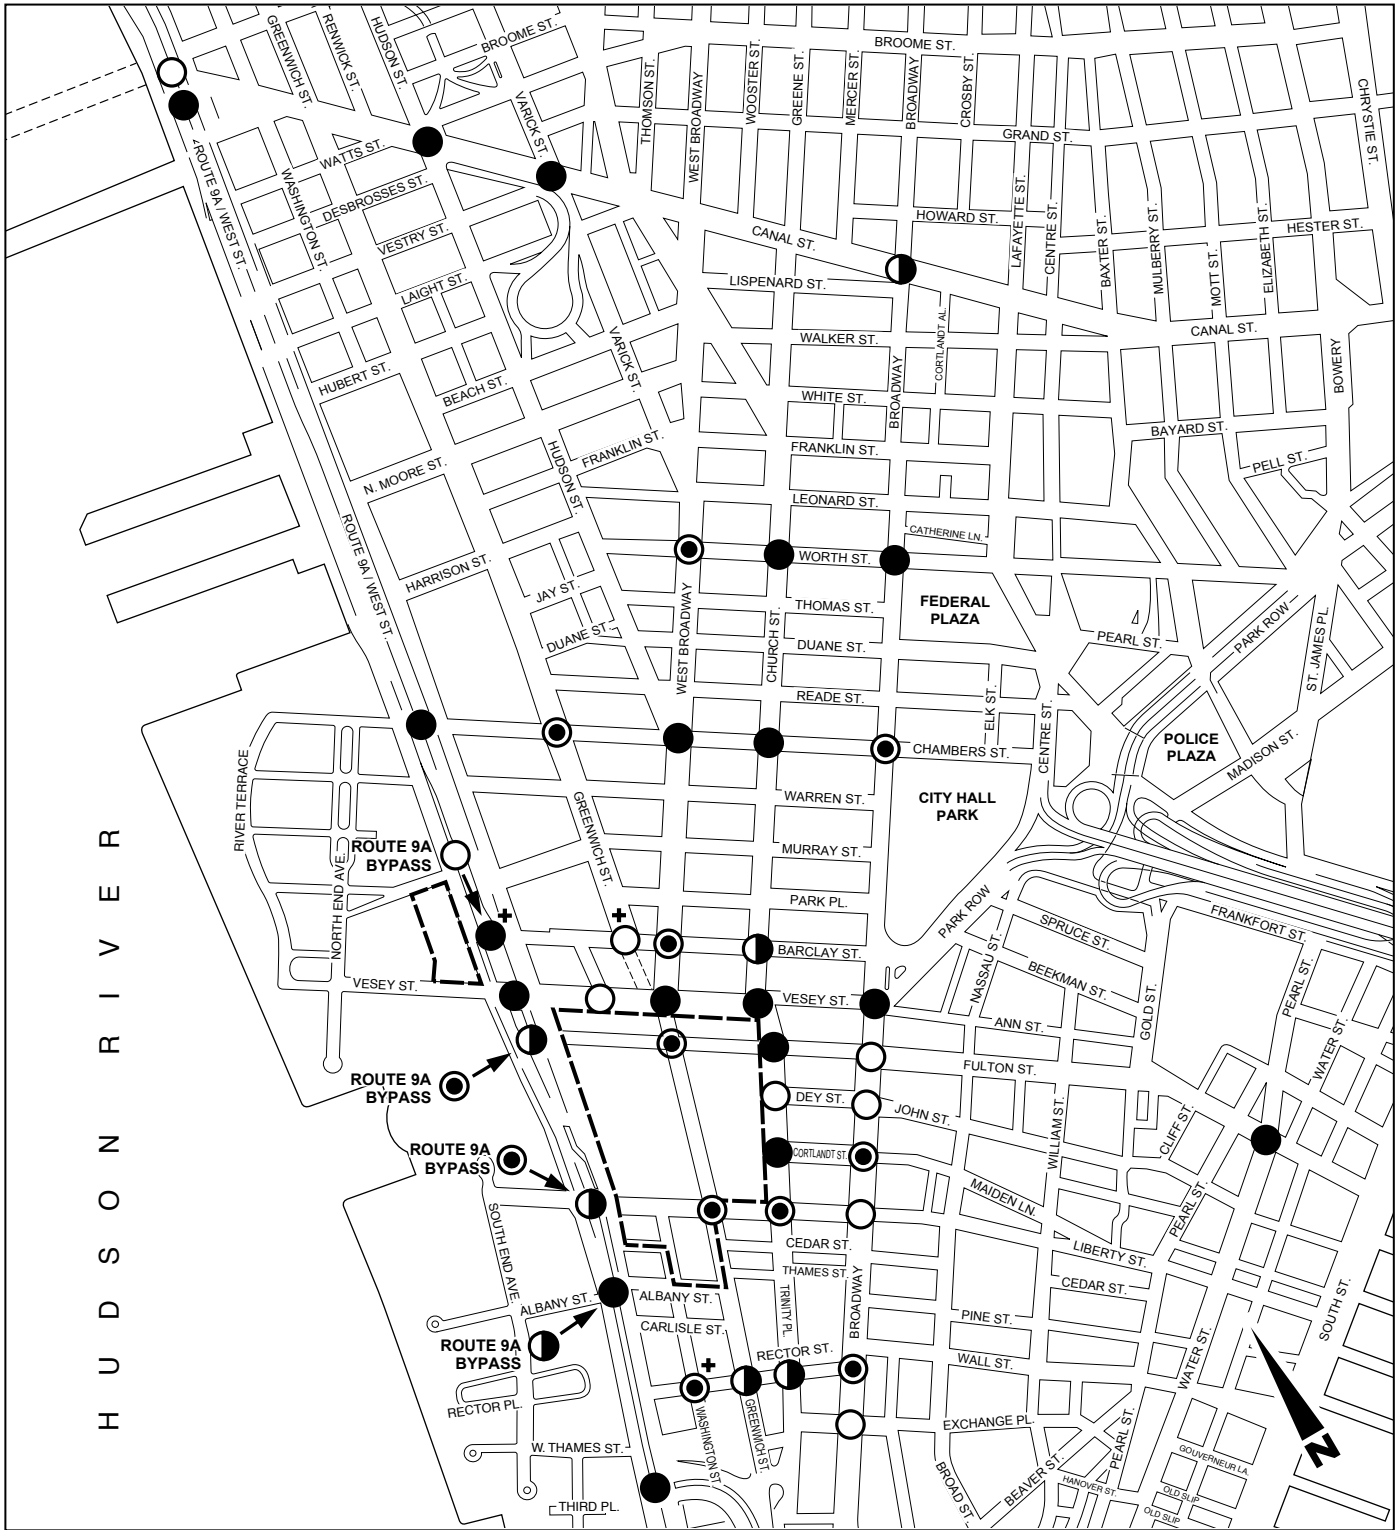 GREENWICH ST.
RENWICK ST.
HUDSON ST.
BROOME ST.
BROOME ST.
VARICK ST.
THOMSON ST.
WEST BROADWAY
WOOSTER ST.
GREENE ST.
MERCER ST.
BROADWAY
CROSBY ST.
GRAND ST.
CHRYSTIE ST.
ROUTE 9A / WEST ST.
WATTS ST.
WASHINGTON ST.
DESBROSSES ST.
VESTRY ST.
LAIGHT ST.
CANAL ST.
HOWARD ST.
LAFAYETTE ST.
CENTRE ST.
BAXTER ST.
MULBERRY ST.
MOTT ST.
ELIZABETH ST.
HESTER ST.
LISPENARD ST.
CORTLANDT AL.
CANAL ST.
WALKER ST.
VARICK ST.
BOWERY
HUBERT ST.
BEACH ST.
WHITE ST.
BROADWAY
BAYARD ST.
FRANKLIN ST.
FRANKLIN ST.
PELL ST.
N. MOORE ST.
HUDSON ST.
LEONARD ST.
CATHERINE LN.
ROUTE 9A / WEST ST.
WORTH ST.
HARRISON ST.
JAY ST.
THOMAS ST.
FEDERAL
PLAZA
DUANE ST.
DUANE ST.
WEST BROADWAY
CHURCH ST.
PEARL ST.
PARK ROW
ST. JAMES PL.
READE ST.
ELK ST.
CENTRE ST.
CHAMBERS ST.
POLICE
PLAZA
MADISON ST.
RIVER TERRACE
WARREN ST.
CITY HALL
PARK
GREENWICH ST.
ROUTE 9A
BYPASS
MURRAY ST.
NORTH END AVE.
PARK PL.
PARK ROW
SPRUCE ST.
FRANKFORT ST.
BARCLAY ST.
NASSAU ST.
BEEKMAN ST.
PEARL ST.
VESEY ST.
VESEY ST.
GOLD ST.
ANN ST.
WATER ST.
FULTON ST.
ROUTE 9A
BYPASS
DEY ST.
JOHN ST.
WILLIAM ST.
CLIFF ST.
ROUTE 9A
BYPASS
CORTLANDT ST.
MAIDEN LN.
PEARL ST.
SOUTH END AVE.
CEDAR ST.
LIBERTY ST.
THAMES ST.
CEDAR ST.
SOUTH ST.
ALBANY ST.
ALBANY ST.
TRINITY PL.
BROADWAY
PINE ST.
CARLISLE ST.
ROUTE 9A
BYPASS
RECTOR ST.
WALL ST.
WATER ST.
RECTOR PL.
WASHINGTON ST
GREENWICH ST.
EXCHANGE PL.
PEARL ST.
W. THAMES ST.
BROAD ST.
BEAVER ST.
HANOVER ST.
GOUVERNEUR LA.
OLD SLIP
OLD SLIP
THIRD PL.
HUDSON RIVER
N